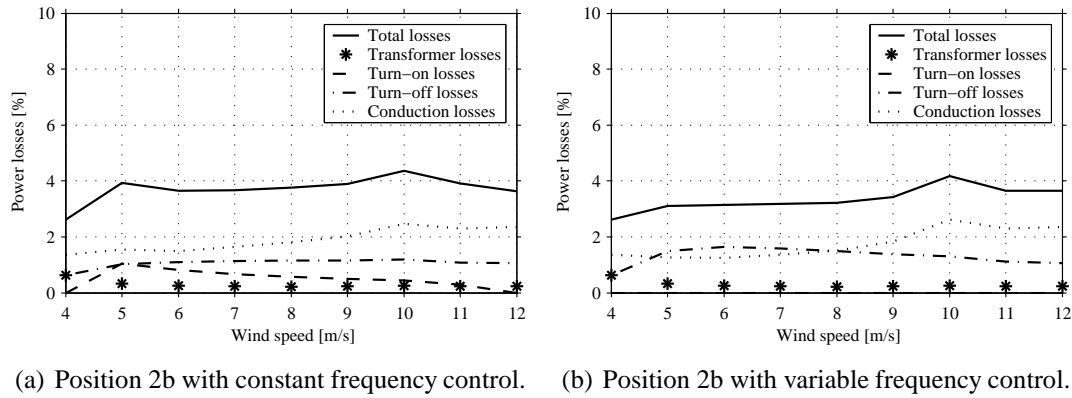 10
8
6
4
2
0
Power losses [%]
4 5 6 7 8 9 10 11 12
Wind speed [m/s]
Total losses
Transformer losses
Turn−on losses
Turn−off losses
Conduction losses
(a) Position 2b with constant frequency control.
10
8
6
4
2
0
Power losses [%]
4 5 6 7 8 9 10 11 12
Wind speed [m/s]
Total losses
Transformer losses
Turn−on losses
Turn−off losses
Conduction losses
(b) Position 2b with variable frequency control.